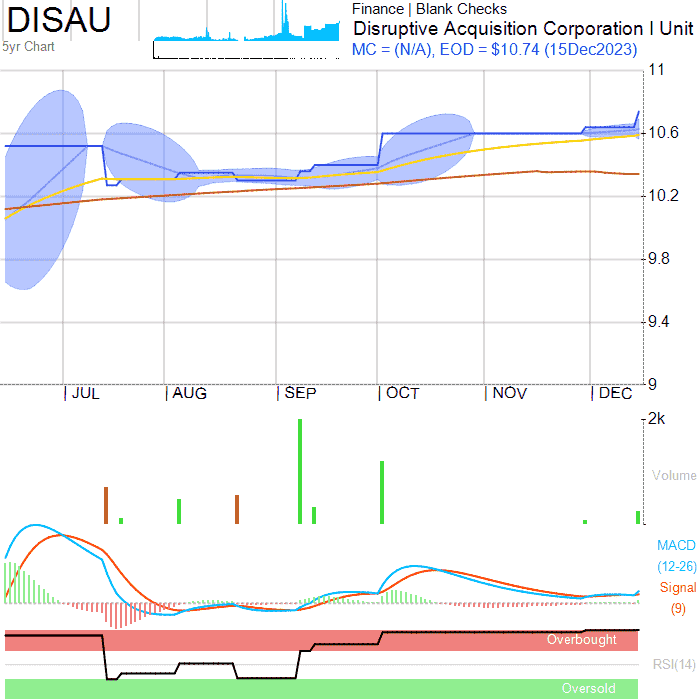 DISAU
5yr Chart
Finance | Blank Checks
Disruptive Acquisition Corporation I Unit
MC = (N/A), EOD = $10.74 (15Dec2023)
11
10.6
10.2
9.8
9.4
9
JUL AUG SEP OCT NOV DEC
2k
Volume
MACD
(12-26)
Signal
(9)
Overbought
RSI(14)
Oversold